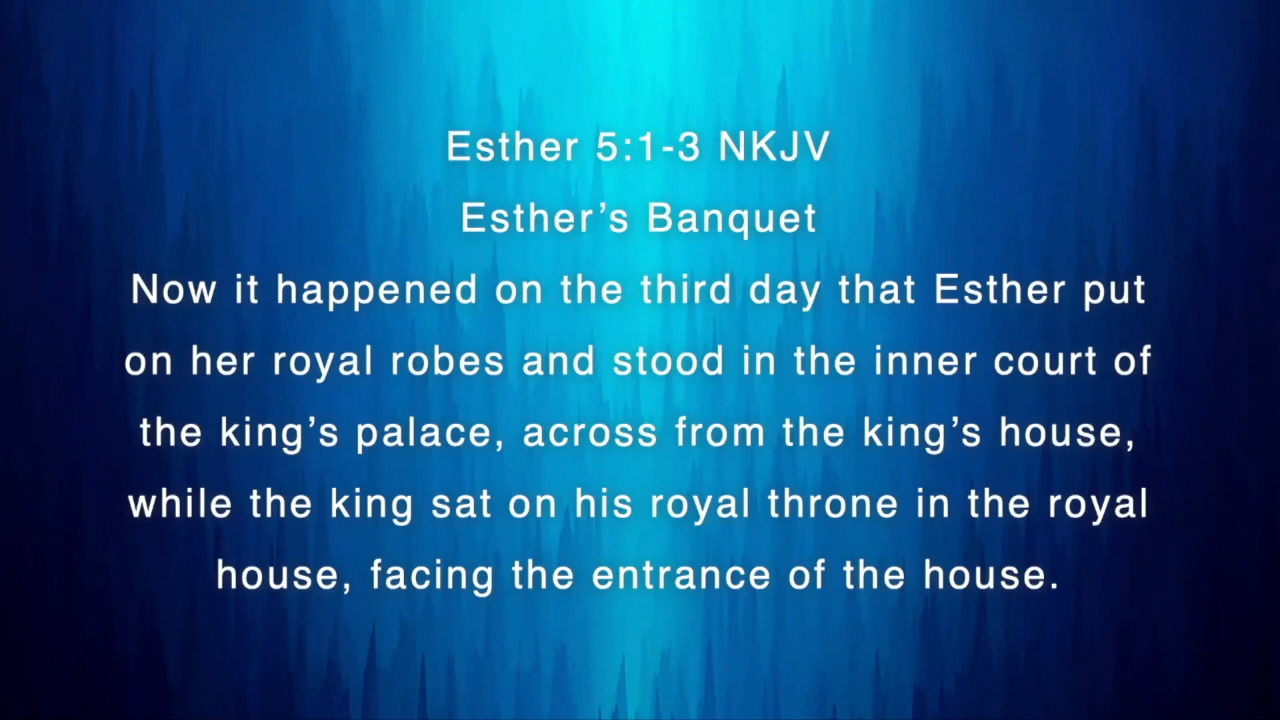 Esther 5:1-3 NKJV
Esther’s Banquet
Now it happened on the third day that Esther put
on her royal robes and stood in the inner court of
the king’s palace, across from the king’s house,
while the king sat on his royal throne in the royal
house, facing the entrance of the house.